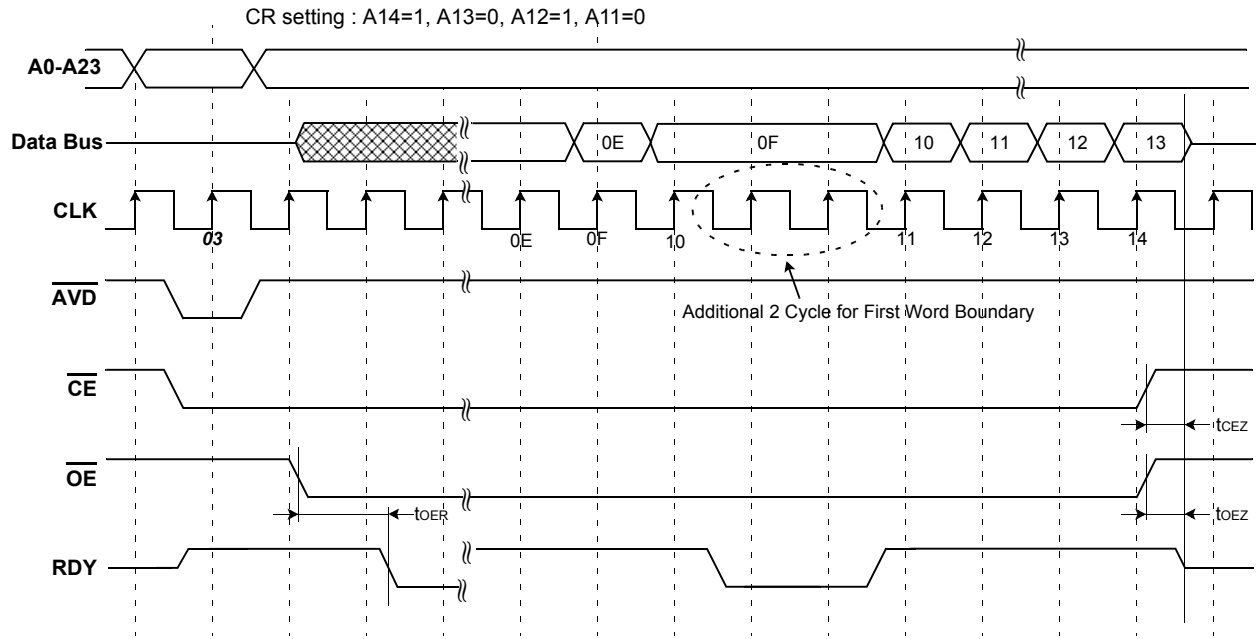 CR setting : A14=1, A13=0, A12=1, A11=0
A0-A23
Data Bus
0E
0F
10
11
12
13
CLK
03
0E
0F
10
11
12
13
14
AVD
Additional 2 Cycle for First Word Boundary
CE
tCEZ
OE
tOER
tOEZ
RDY